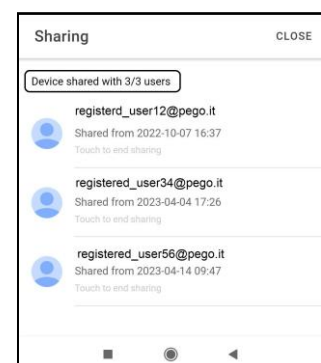 Sharing CLOSE
Device shared with 3/3 users
registerd_user12@pego.it
Shared from 2022-10-07 16:37
Touch to end sharing
registered_user34@pego.it
Shared from 2023-04-04 17:26
Touch to end sharing
registered_user56@pego.it
Shared from 2023-04-14 09:47
Touch to end sharing